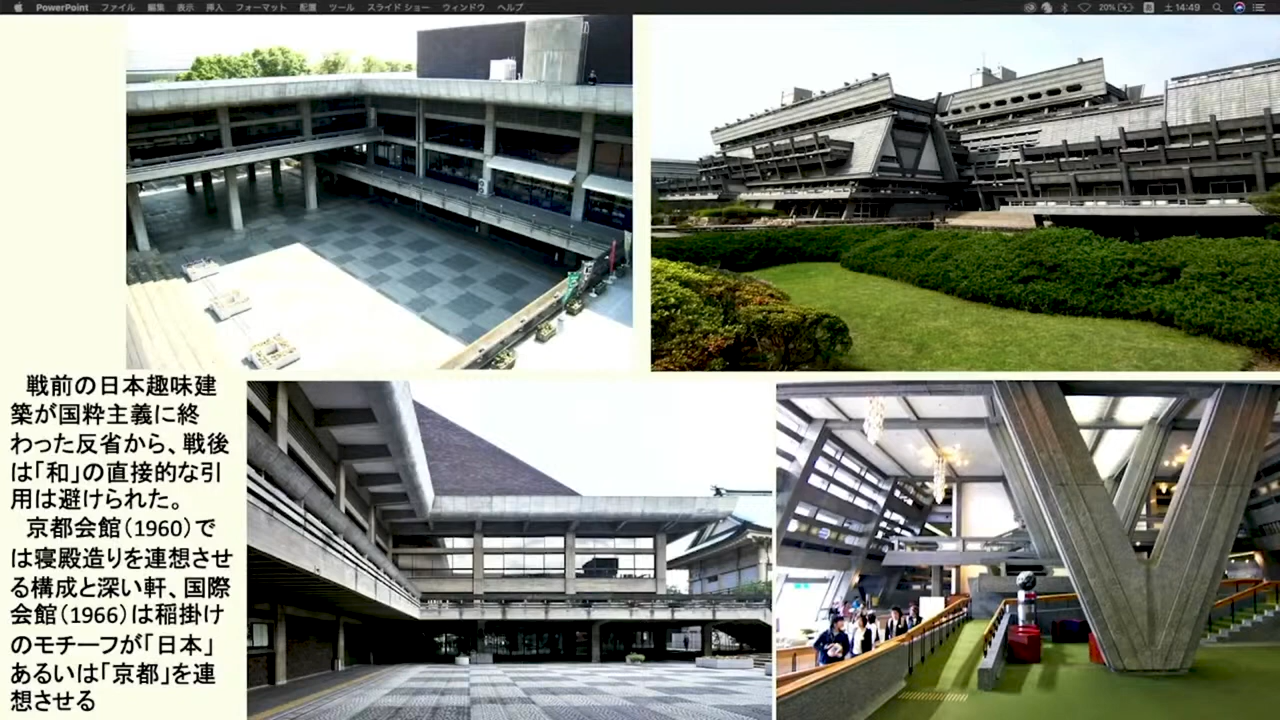 PowerPoint ファイル 編集 表示 挿入 フォーマット 配置 ツール スライド ショー ウィンドウ ヘルプ
20% あ 土14:49
戦前の日本趣味建
築が国粋主義に終
わった反省から、戦後
は「和」の直接的な引
用は避けられた。
京都会館（1960）で
は寝殿造りを連想させ
る構成と深い軒、国際
会館（1966）は稲掛け
のモチーフが「日本」
あるいは「京都」を連
想させる